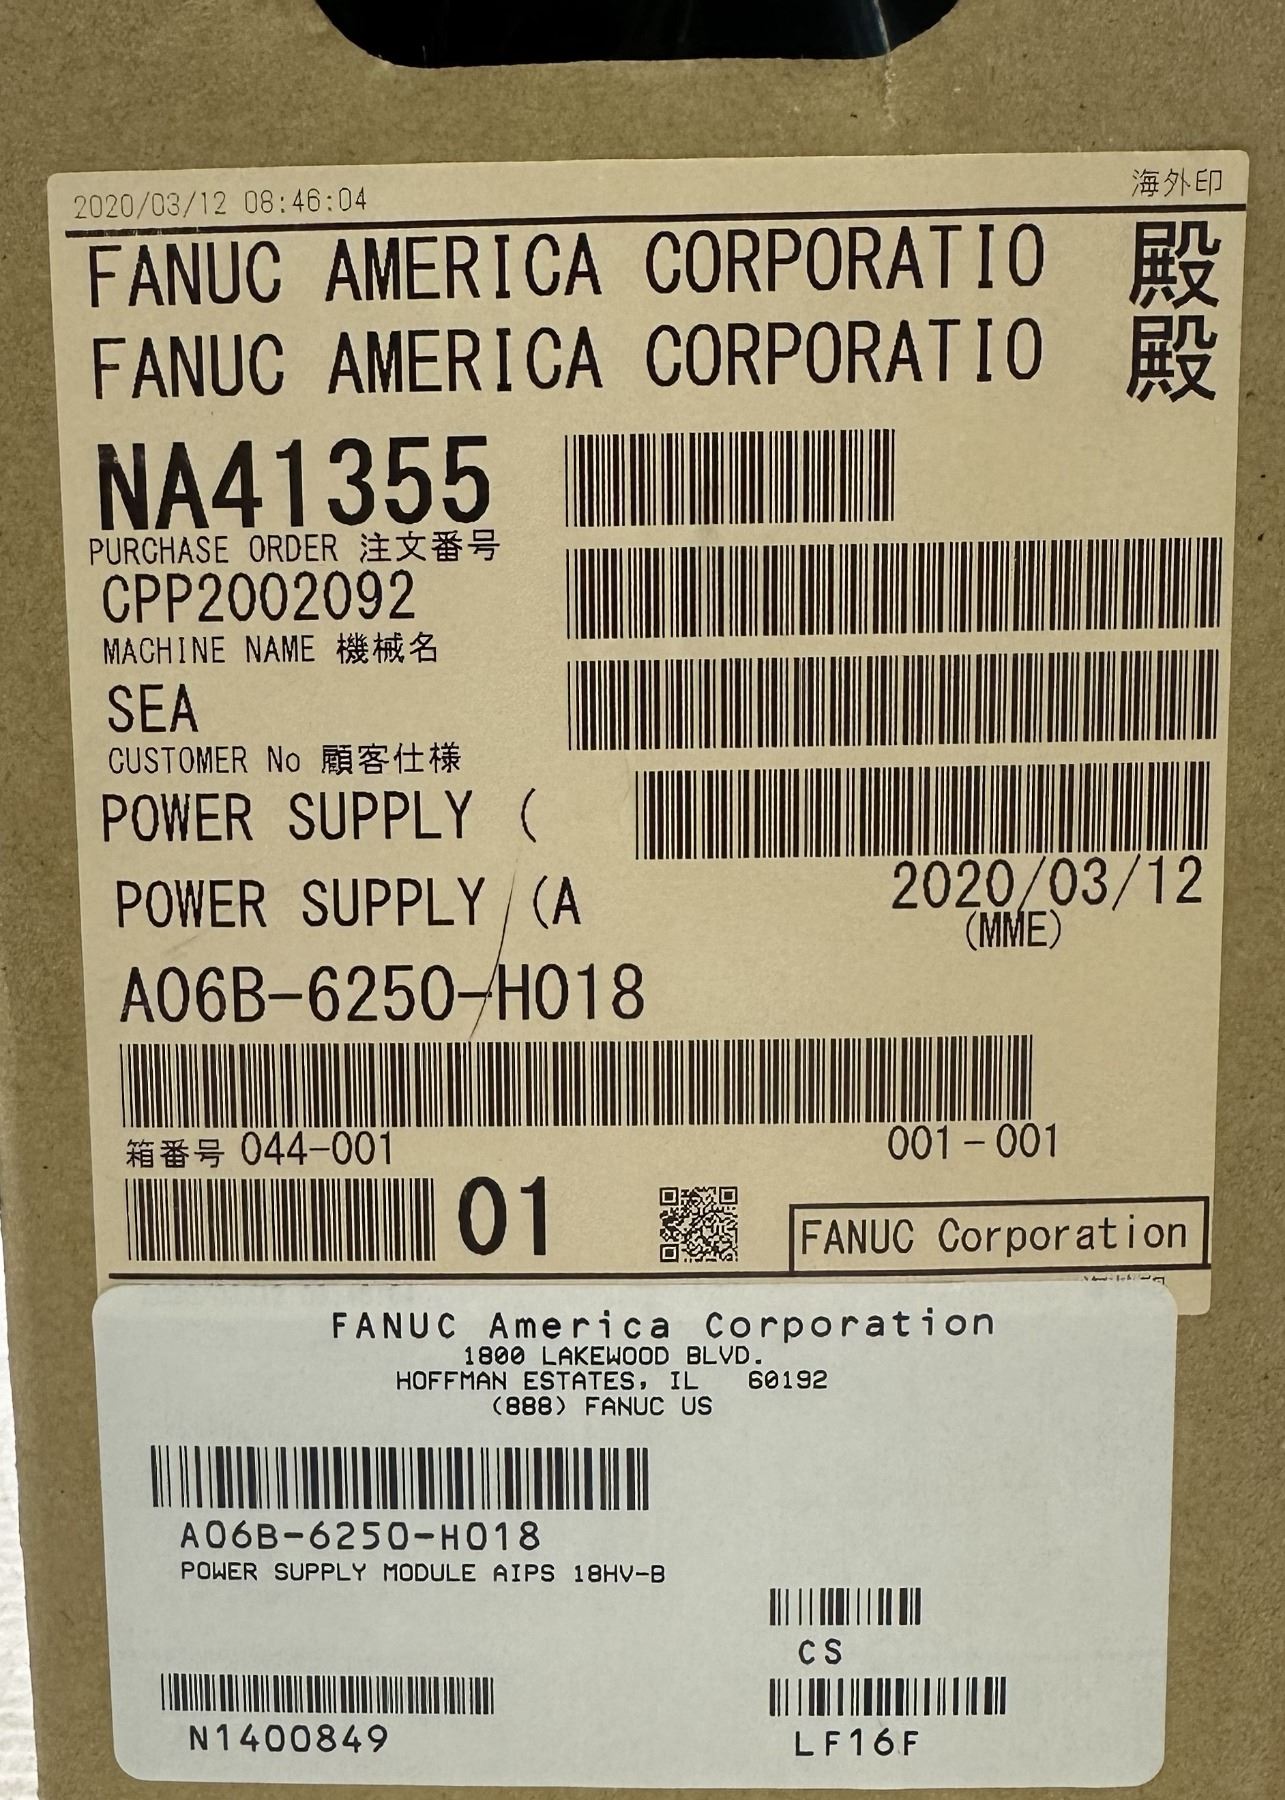 2020/03/12 08:46:04 海外印
FANUC AMERICA CORPORATIO 殿
FANUC AMERICA CORPORATIO 殿
NA41355
PURCHASE ORDER 注文番号
CPP2002092
MACHINE NAME 機械名
SEA
CUSTOMER No 顧客仕様
POWER SUPPLY (
POWER SUPPLY (A
2020/03/12
(MME)
A06B-6250-H018
箱番号 044-001 001-001
01
FANUC Corporation
FANUC America Corporation
1800 LAKEWOOD BLVD.
HOFFMAN ESTATES, IL 60192
(888) FANUC US
A06B-6250-H018
POWER SUPPLY MODULE AIPS 18HV-B
CS
N1400849 LF16F